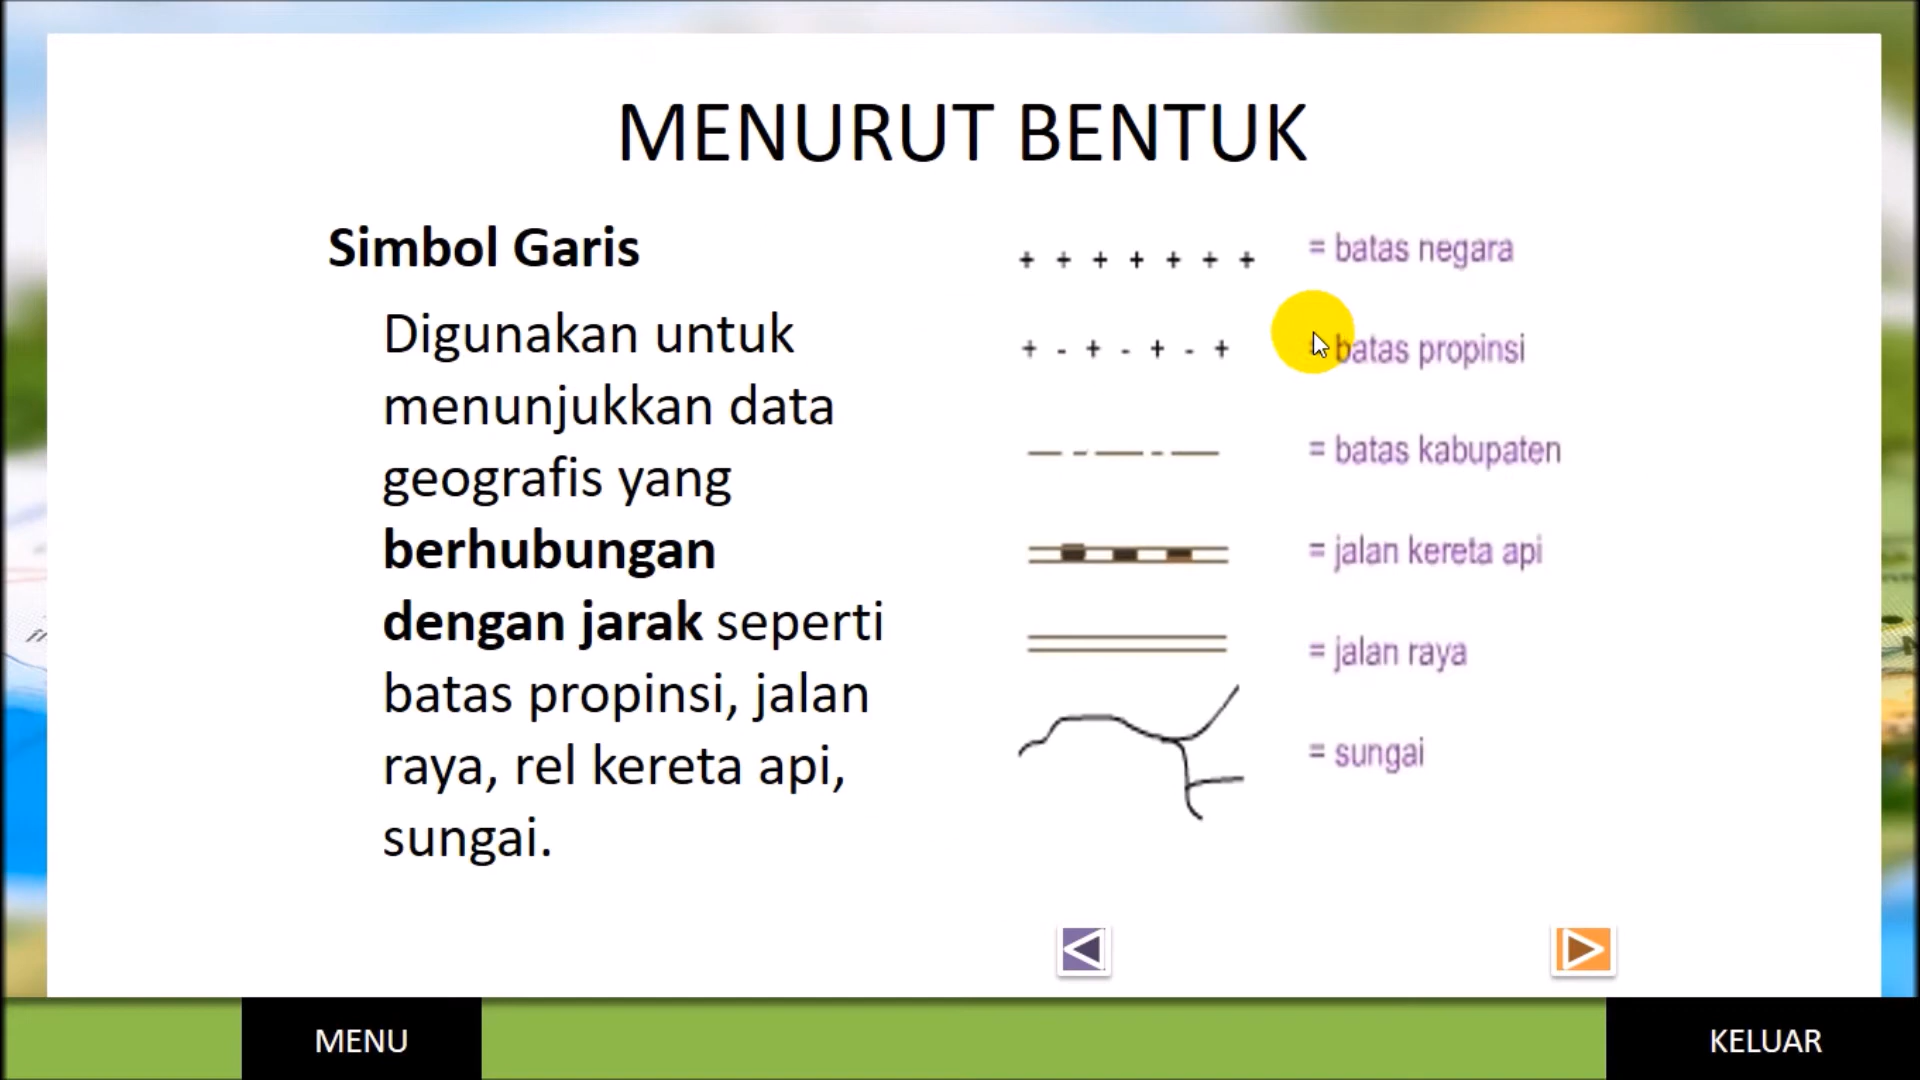 MENURUT BENTUK
Simbol Garis
Digunakan untuk
menunjukkan data
geografis yang
berhubungan
dengan jarak seperti
batas propinsi, jalan
raya, rel kereta api,
sungai.
+ + + + + + + = batas negara
+ - + - + - + = batas propinsi
= batas kabupaten
= jalan kereta api
= jalan raya
= sungai
MENU
KELUAR